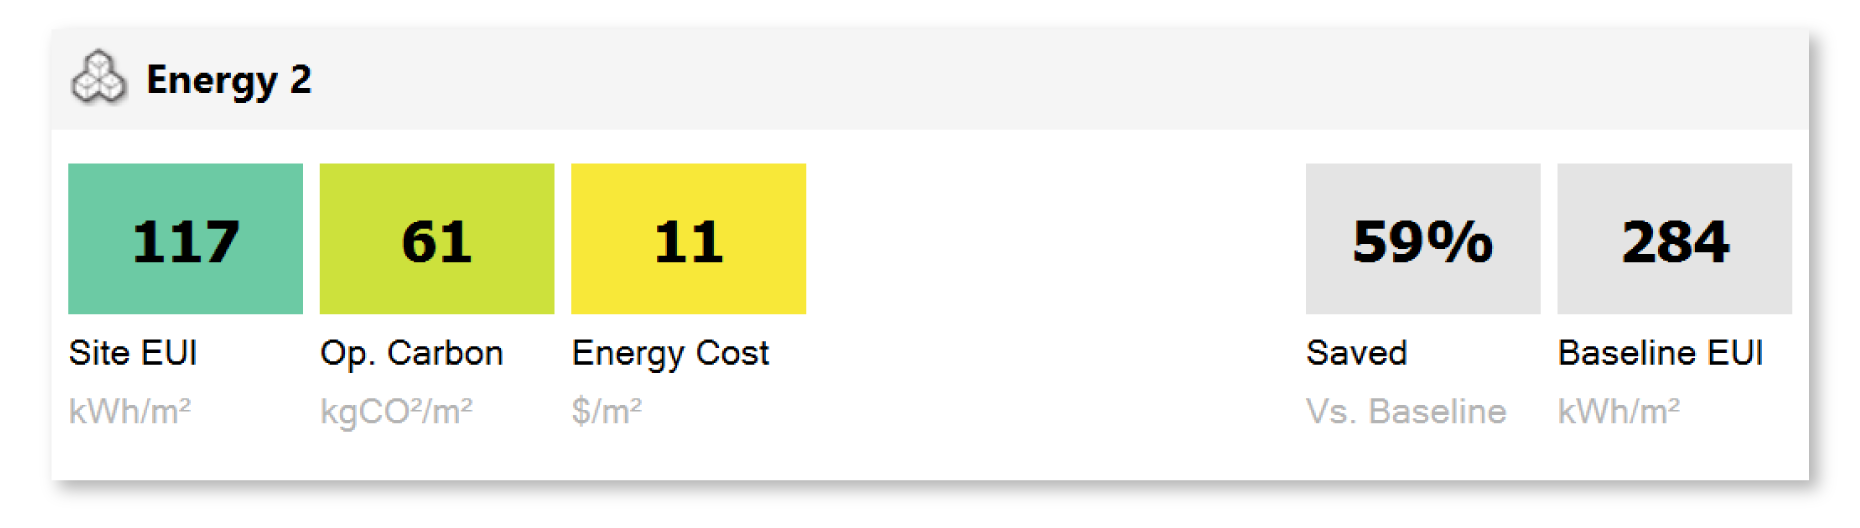 Energy 2
117 61 11 59% 284
Site EUI Op. Carbon Energy Cost Saved Baseline EUI
kWh/m² kgCO²/m² $/m² Vs. Baseline kWh/m²